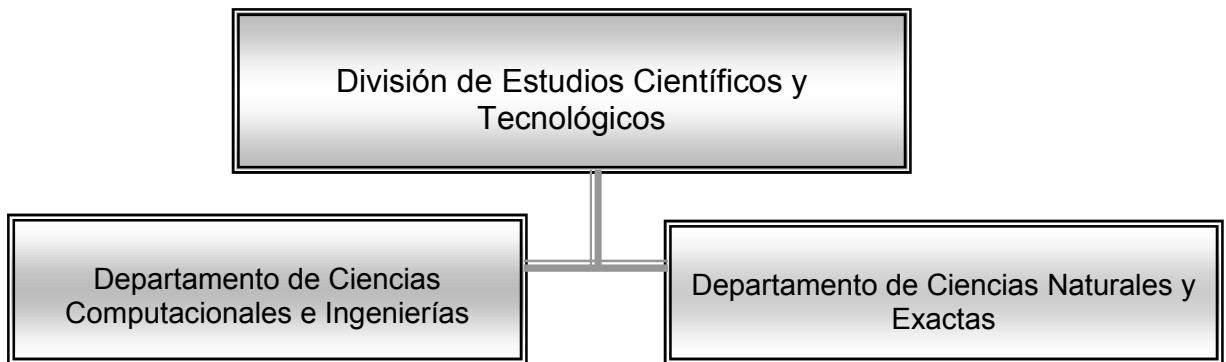 División de Estudios Científicos y
Tecnológicos
Departamento de Ciencias
Computacionales e Ingenierías
Departamento de Ciencias Naturales y
Exactas